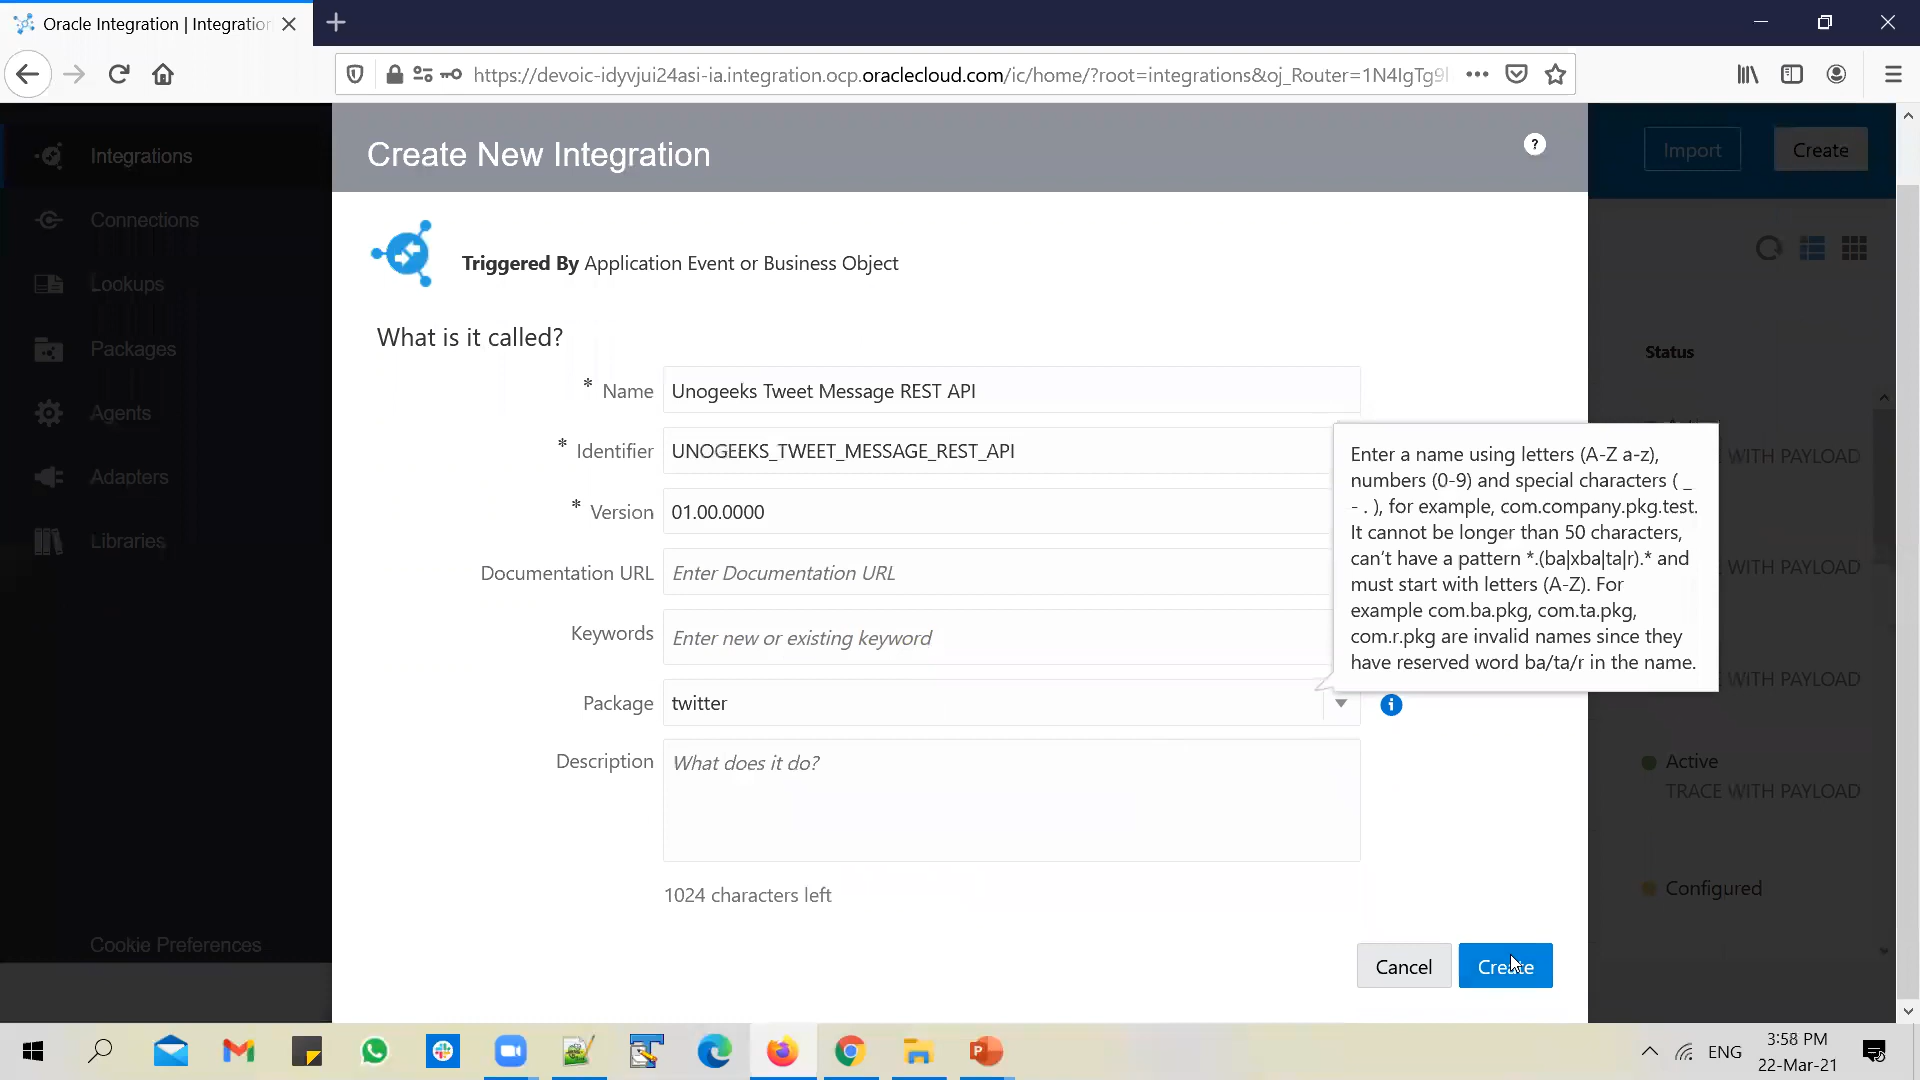 Oracle Integration | Integration
https://devoic-idyvjui24asi-ia.integration.ocp.oraclecloud.com/ic/home/?root=integrations&oj_Router=1N4IgTg9
Integrations
Connections
Lookups
Packages
Agents
Adapters
Libraries
Cookie Preferences
Create New Integration
?
Import
Create
Triggered By Application Event or Business Object
What is it called?
* Name
Unogeeks Tweet Message REST API
* Identifier
UNOGEEKS_TWEET_MESSAGE_REST_API
* Version
01.00.0000
Documentation URL
Enter Documentation URL
Keywords
Enter new or existing keyword
Package
twitter
Description
What does it do?
1024 characters left
Cancel
Create
Enter a name using letters (A-Z a-z),
numbers (0-9) and special characters ( _
- . ), for example, com.company.pkg.test.
It cannot be longer than 50 characters,
can't have a pattern *.(ba|xba|ta|r).* and
must start with letters (A-Z). For
example com.ba.pkg, com.ta.pkg,
com.r.pkg are invalid names since they
have reserved word ba/ta/r in the name.
Status
WITH PAYLOAD
WITH PAYLOAD
WITH PAYLOAD
Active
TRACE WITH PAYLOAD
Configured
ENG
3:58 PM
22-Mar-21